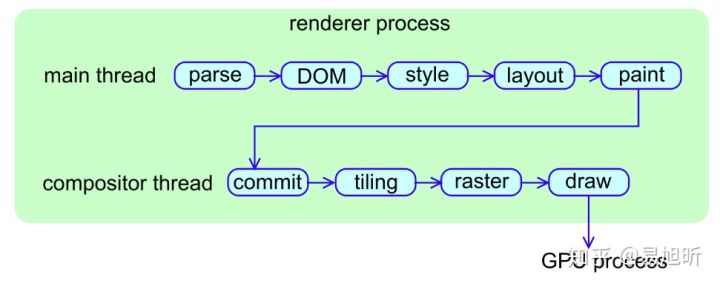 renderer process
main thread
parse
DOM
style
layout
paint
compositor thread
commit
tiling
raster
draw
GPU process
知乎 @易旭昕